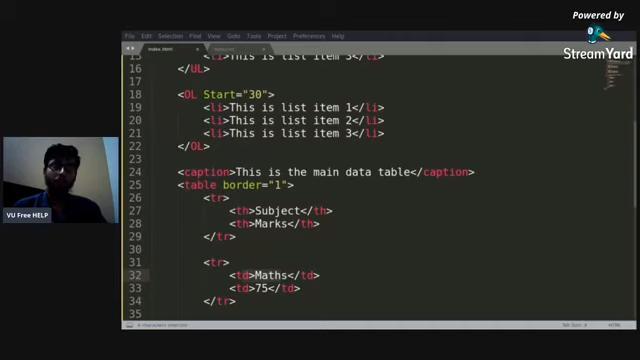 Powered by
StreamYard
File Edit Selection Find View Goto Tools Project Preferences Help
index.html
15 <li>This is list item 3</li>
16 </UL>
17
18 <OL Start="30">
19 <li>This is list item 1</li>
20 <li>This is list item 2</li>
21 <li>This is list item 3</li>
22 </OL>
23
24 <caption>This is the main data table</caption>
25 <table border="1">
26 <tr>
27 <th>Subject</th>
28 <th>Marks</th>
29 </tr>
30
31 <tr>
32 <td>Maths</td>
33 <td>75</td>
34 </tr>
35
VU Free HELP
Tab Size: 4 HTML